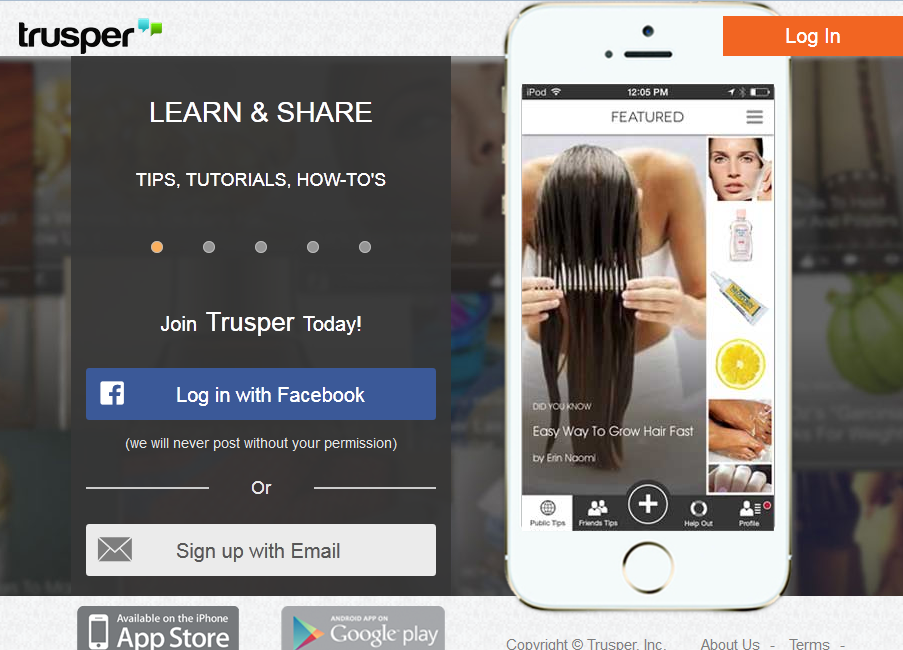 trusper
Log In
LEARN & SHARE
TIPS, TUTORIALS, HOW-TO'S
Join Trusper Today!
Log in with Facebook
(we will never post without your permission)
Or
Sign up with Email
iPod 12:05 PM
FEATURED
DID YOU KNOW
Easy Way To Grow Hair Fast
by Erin Naomi
Public Tips
Friends Tips
Help Out
Profile
Available on the iPhone
App Store
ANDROID APP ON
Google play
Copyright © Trusper, Inc.
About Us - Terms -